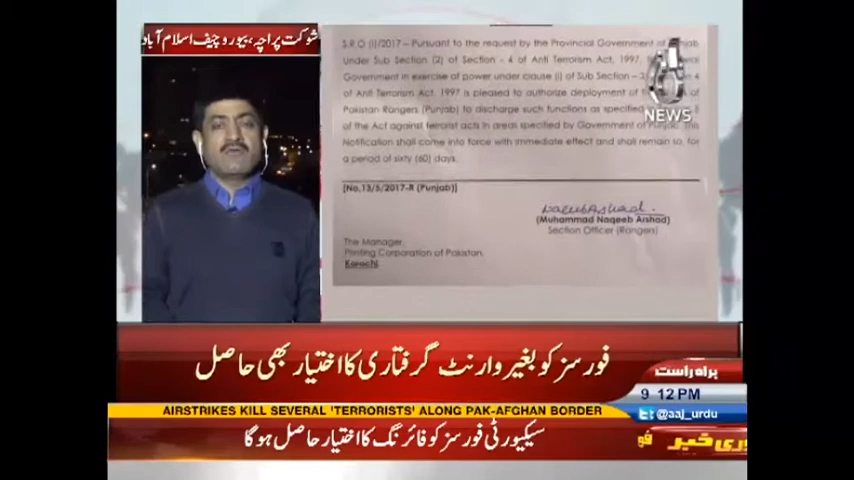 شوکت پراچہ، بیورو چیف اسلام آباد
S.R.O (I)/2017 - Pursuant to the request by the Provincial Government of Punjab
Under Sub Section (2) of Section - 4 of Anti Terrorism Act, 1997,
Government in exercise of power under clause (i) of Sub Section - 4
of Anti Terrorism Act, 1997 is pleased to authorize deployment of
Pakistan Rangers (Punjab) to discharge such functions as specified
of the Act against terrorist acts in areas specified by Government of Punjab. This
Notification shall come into force with immediate effect and shall remain so, for
a period of sixty (60) days.
[No.13/5/2017-R (Punjab)]
(Muhammad Naqeeb Arshad)
Section Officer (Rangers)
The Manager,
Printing Corporation of Pakistan,
Karachi
NEWS
فورسز کو بغیر وارنٹ گرفتاری کا اختیار بھی حاصل
براہ راست
9 12 PM
AIRSTRIKES KILL SEVERAL 'TERRORISTS' ALONG PAK-AFGHAN BORDER
@aaj_urdu
سیکیورٹی فورسز کو فائرنگ کا اختیار حاصل ہوگا